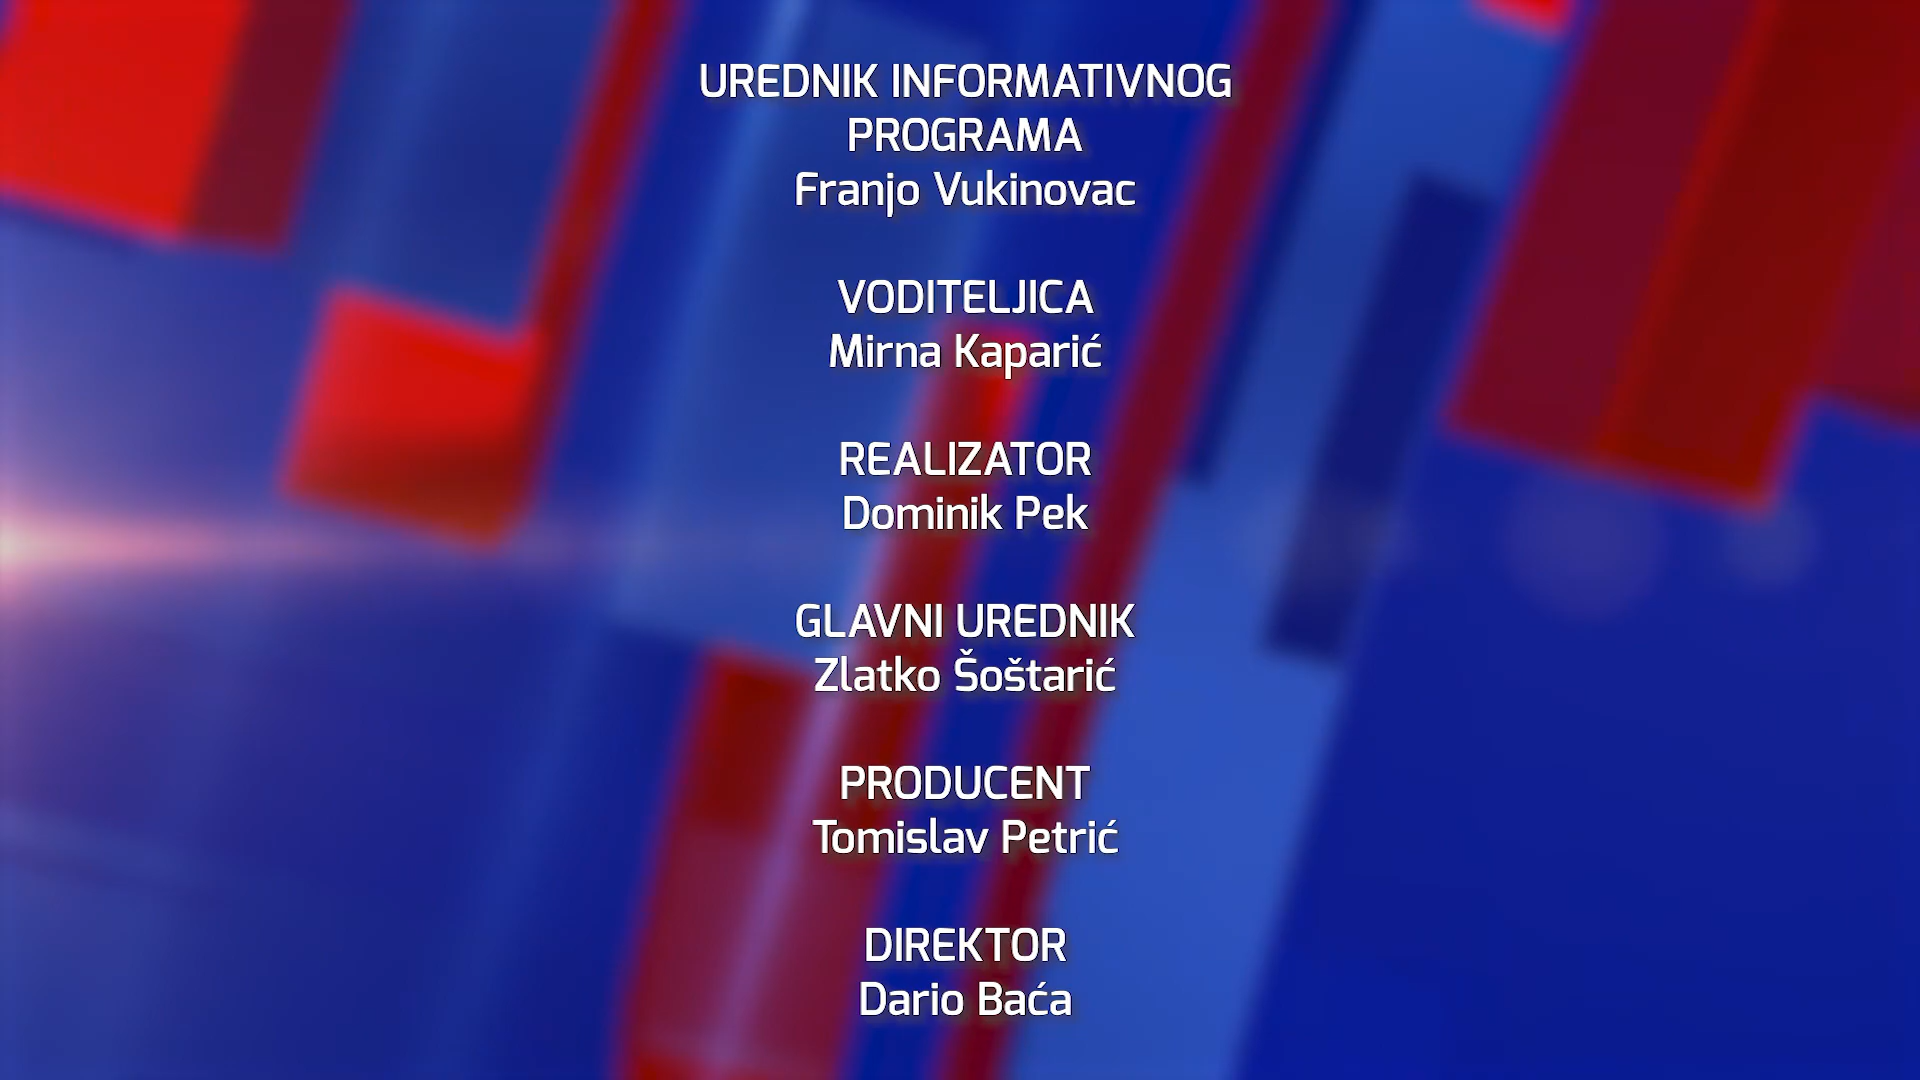 UREDNIK INFORMATIVNOG
PROGRAMA
Franjo Vukinovac
VODITELJICA
Mirna Kaparić
REALIZATOR
Dominik Pek
GLAVNI UREDNIK
Zlatko Šoštarić
PRODUCENT
Tomislav Petrić
DIREKTOR
Dario Baća